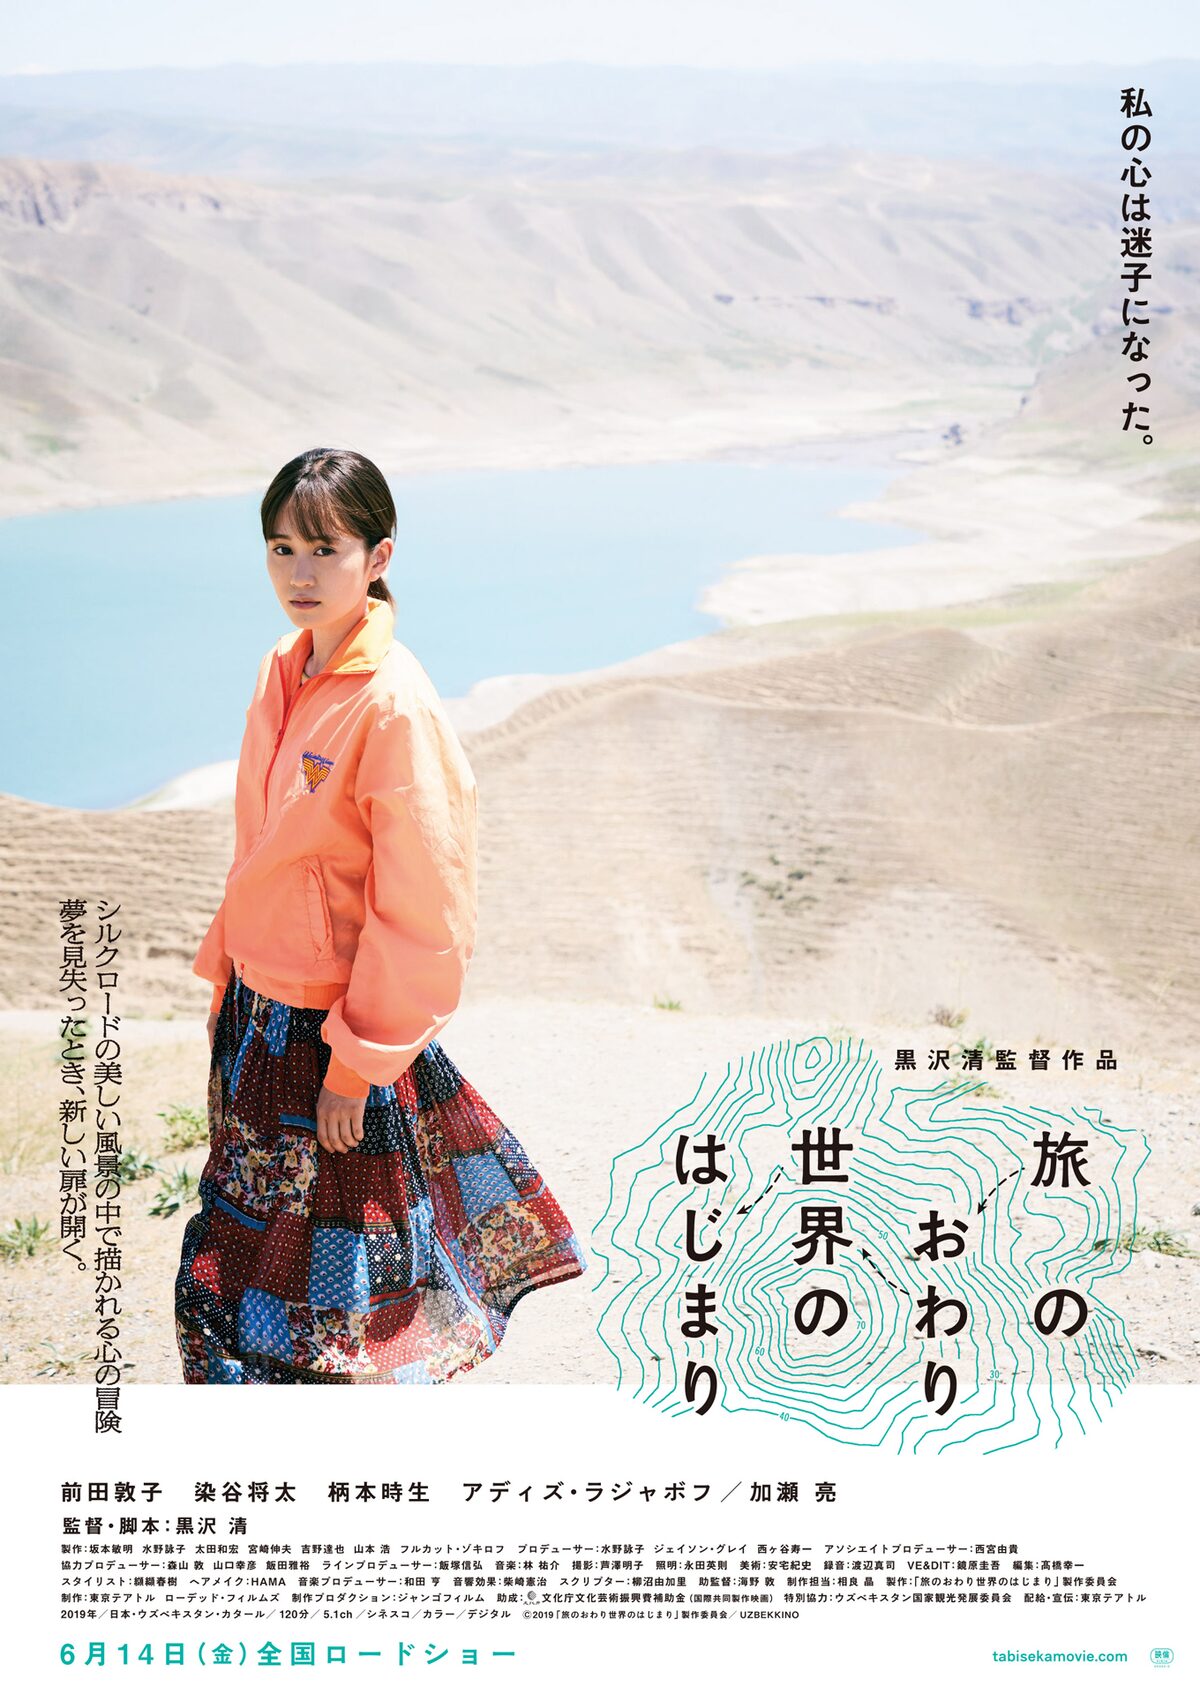 私の心は迷子になった。
シルクロードの美しい風景の中で描かれる心の冒険
夢を見失ったとき、新しい扉が開く。
黒沢清監督作品
旅の
おわり
世界の
はじまり
50
70
60
40
30
前田敦子 染谷将太 柄本時生 アディズ・ラジャボフ／加瀬 亮
監督・脚本：黒沢 清
製作：坂本敏明 水野詠子 太田和宏 宮崎伸夫 吉野達也 山本 浩 フルカット・ゾキロフ プロデューサー：水野詠子 ジェイソン・グレイ 西ヶ谷寿一 アソシエイトプロデューサー：西宮由貴
協力プロデューサー：森山 敦 山口幸彦 飯田雅裕 ラインプロデューサー：飯塚信弘 音楽：林 祐介 撮影：芦澤明子 照明：永田英則 美術：安宅紀史 録音：渡辺真司 VE&DIT：鏡原圭吾 編集：髙橋幸一
スタイリスト：纐纈春樹 ヘアメイク：HAMA 音楽プロデューサー：和田 亨 音響効果：柴崎憲治 スクリプター：柳沼由加里 助監督：海野 敦 制作担当：相良 晶 製作：「旅のおわり世界のはじまり」製作委員会
制作：東京テアトル ローデッド・フィルムズ 制作プロダクション：ジャンゴフィルム 助成：文化庁文化芸術振興費補助金（国際共同製作映画） 特別協力：ウズベキスタン国家観光発展委員会 配給・宣伝：東京テアトル
2019年／日本・ウズベキスタン・カタール／120分／5.1ch／シネスコ／カラー／デジタル ©2019「旅のおわり世界のはじまり」製作委員会／UZBEKKINO
6月14日（金）全国ロードショー
tabisekamovie.com
映倫